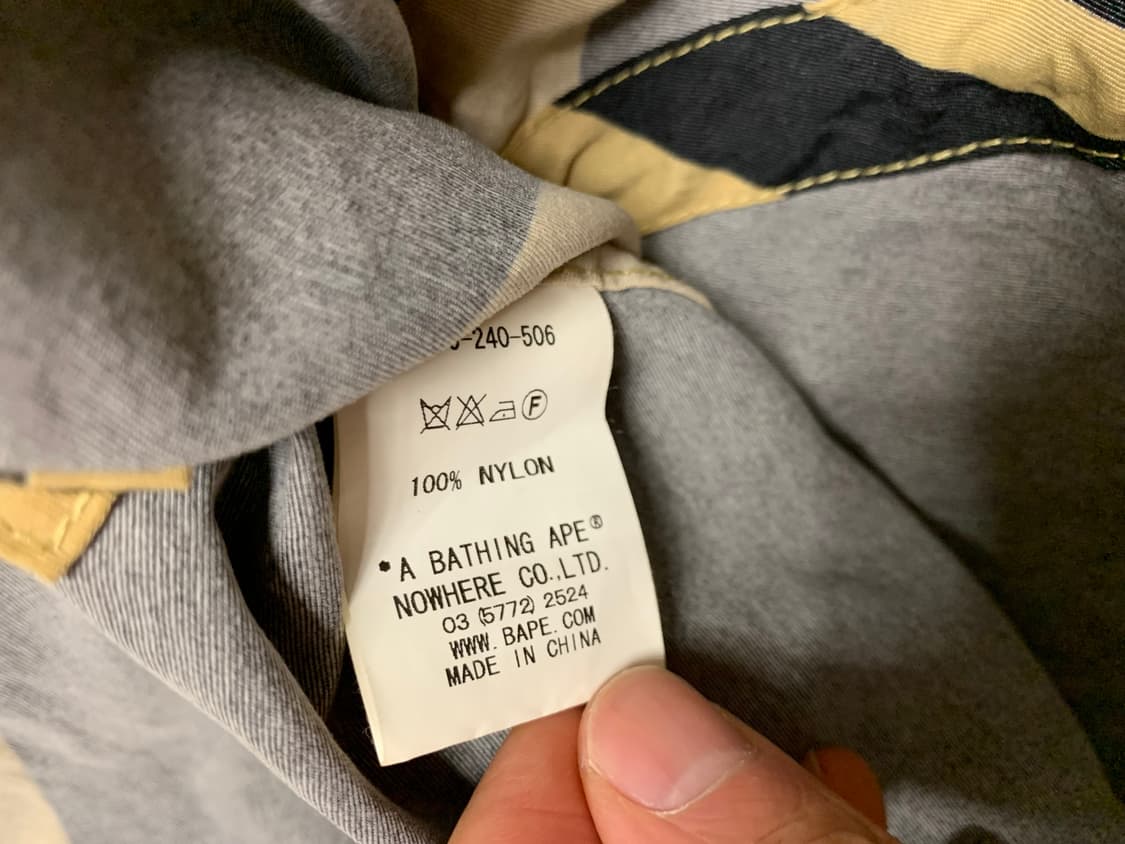 -240-506
F
100% NYLON
*A BATHING APE®
NOWHERE CO.,LTD.
03 (5772) 2524
WWW.BAPE.COM
MADE IN CHINA